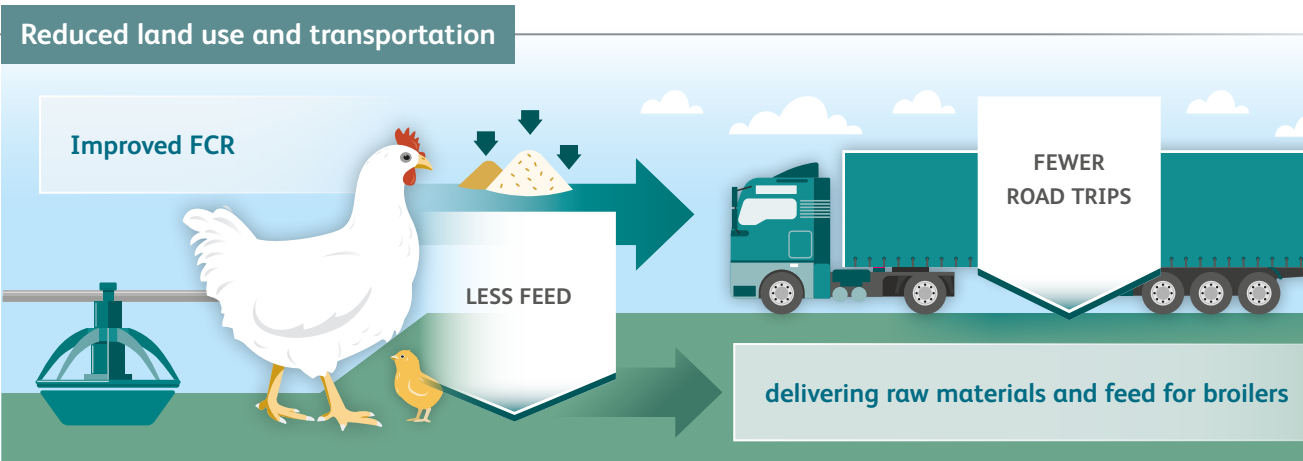 Reduced land use and transportation
Improved FCR
LESS FEED
FEWER
ROAD TRIPS
delivering raw materials and feed for broilers